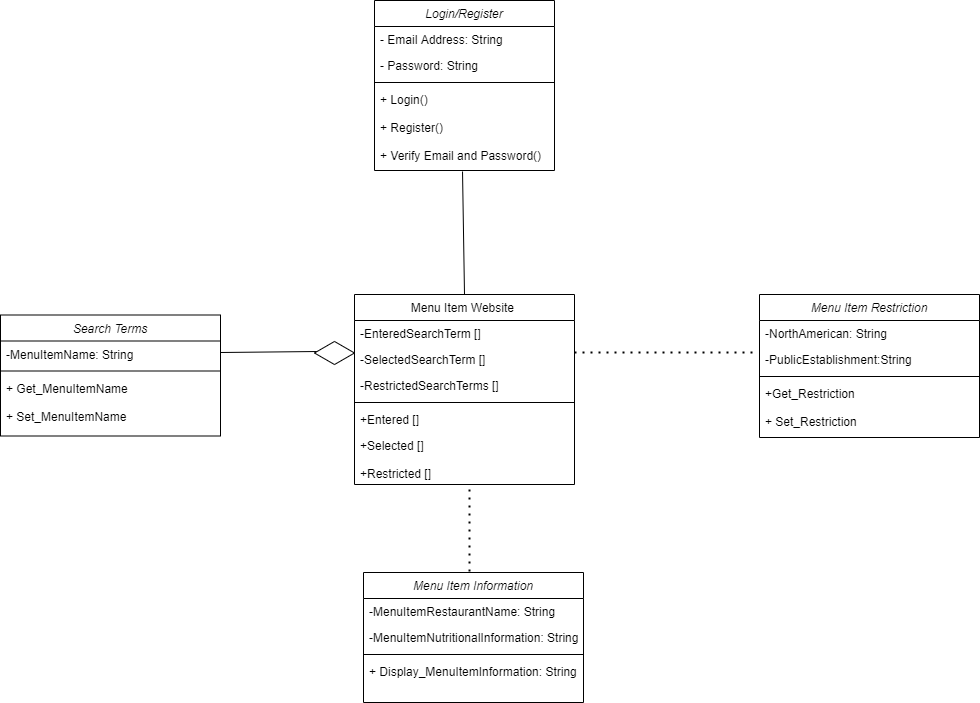 Login/Register
- Email Address: String
- Password: String
+ Login()
+ Register()
+ Verify Email and Password()
Search Terms
-MenuItemName: String
+ Get_MenuItemName
+ Set_MenuItemName
Menu Item Website
-EnteredSearchTerm []
-SelectedSearchTerm []
-RestrictedSearchTerms []
+Entered []
+Selected []
+Restricted []
Menu Item Restriction
-NorthAmerican: String
-PublicEstablishment:String
+Get_Restriction
+ Set_Restriction
Menu Item Information
-MenuItemRestaurantName: String
-MenuItemNutritionalInformation: String
+ Display_MenuItemInformation: String